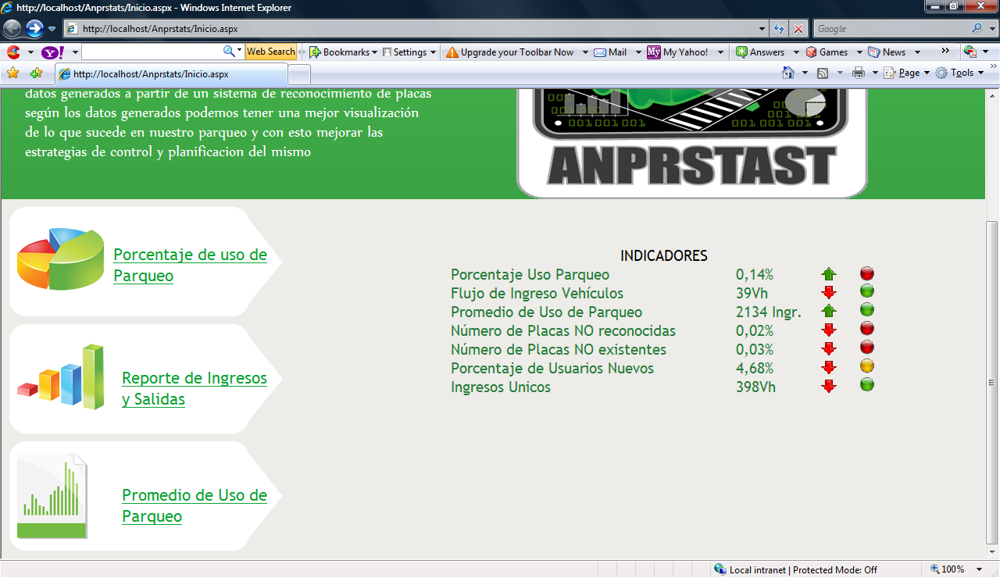 http://localhost/Anprstats/Inicio.aspx - Windows Internet Explorer
http://localhost/Anprstats/Inicio.aspx
Google
Web Search
Bookmarks
Settings
Upgrade your Toolbar Now
Mail
My Yahoo!
Answers
Games
News
http://localhost/Anprstats/Inicio.aspx
Page
Tools
datos generados a partir de un sistema de reconocimiento de placas
según los datos generados podemos tener una mejor visualización
de lo que sucede en nuestro parqueo y con esto mejorar las
estrategias de control y planificacion del mismo
001 001 001
001 001
ANPRSTAST
Porcentaje de uso de
Parqueo
Reporte de Ingresos
y Salidas
Promedio de Uso de
Parqueo
INDICADORES
Porcentaje Uso Parqueo 0,14%
Flujo de Ingreso Vehículos 39Vh
Promedio de Uso de Parqueo 2134 Ingr.
Número de Placas NO reconocidas 0,02%
Número de Placas NO existentes 0,03%
Porcentaje de Usuarios Nuevos 4,68%
Ingresos Unicos 398Vh
Local intranet | Protected Mode: Off
100%